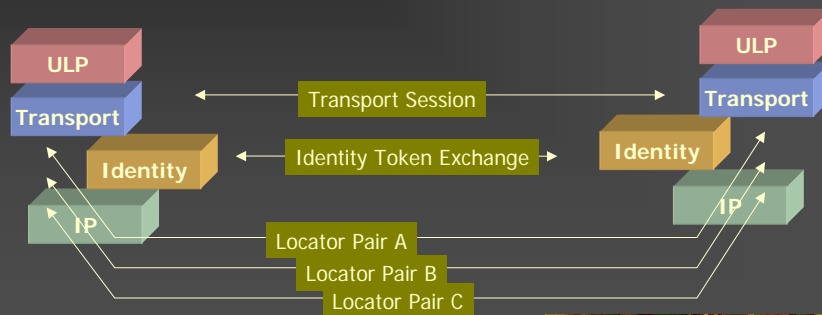 ULP
ULP
Transport
Transport Session
Transport
Identity
Identity Token Exchange
Identity
IP
IP
Locator Pair A
Locator Pair B
Locator Pair C